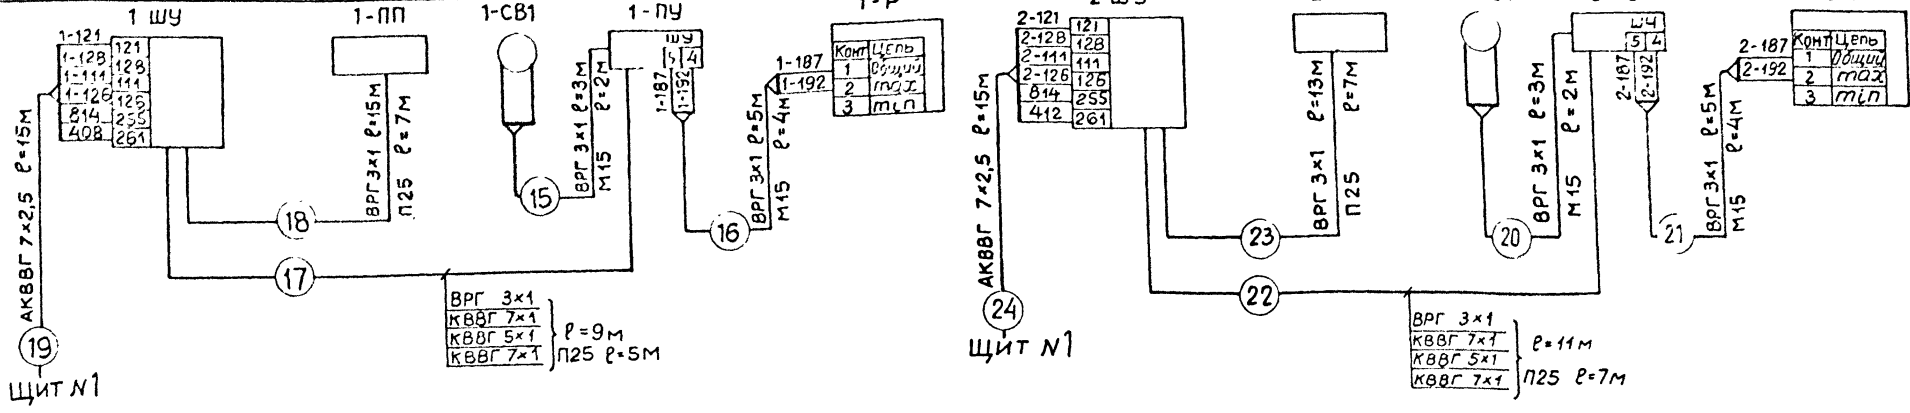 1 ШУ
1-ПП
1-СВ1
1-ПУ
1-121
1-128
1-111
1-126
814
408
121
128
111
126
255
261
АКВВГ 7×2,5 ℓ=15м
ВРГ 3×1 ℓ=15м
П25 ℓ=7м
ВРГ 3×1 ℓ=3м
М15 ℓ=2м
ШУ
5 4
1-187
1-192
ВРГ 3×1 ℓ=5м
М15 ℓ=4м
1-187
1-192
Конт Цепь
1 Общий
2 max
3 min
15
16
18
17
19
ЩИТ N1
ВРГ 3×1
КВВГ 7×1
КВВГ 5×1
КВВГ 7×1
ℓ=9м
П25 ℓ=5м
2-121
2-128
2-111
2-126
814
412
121
128
111
126
255
261
АКВВГ 7×2,5 ℓ=15м
ВРГ 3×1 ℓ=13м
П25 ℓ=7м
ВРГ 3×1 ℓ=3м
М15 ℓ=2м
5 4
2-187
2-192
ВРГ 3×1 ℓ=5м
М15 ℓ=4м
2-187
2-192
Конт Цепь
1 Общий
2 max
3 min
23
20
21
22
24
ЩИТ N1
ВРГ 3×1
КВВГ 7×1
КВВГ 5×1
КВВГ 7×1
ℓ=11м
П25 ℓ=7м